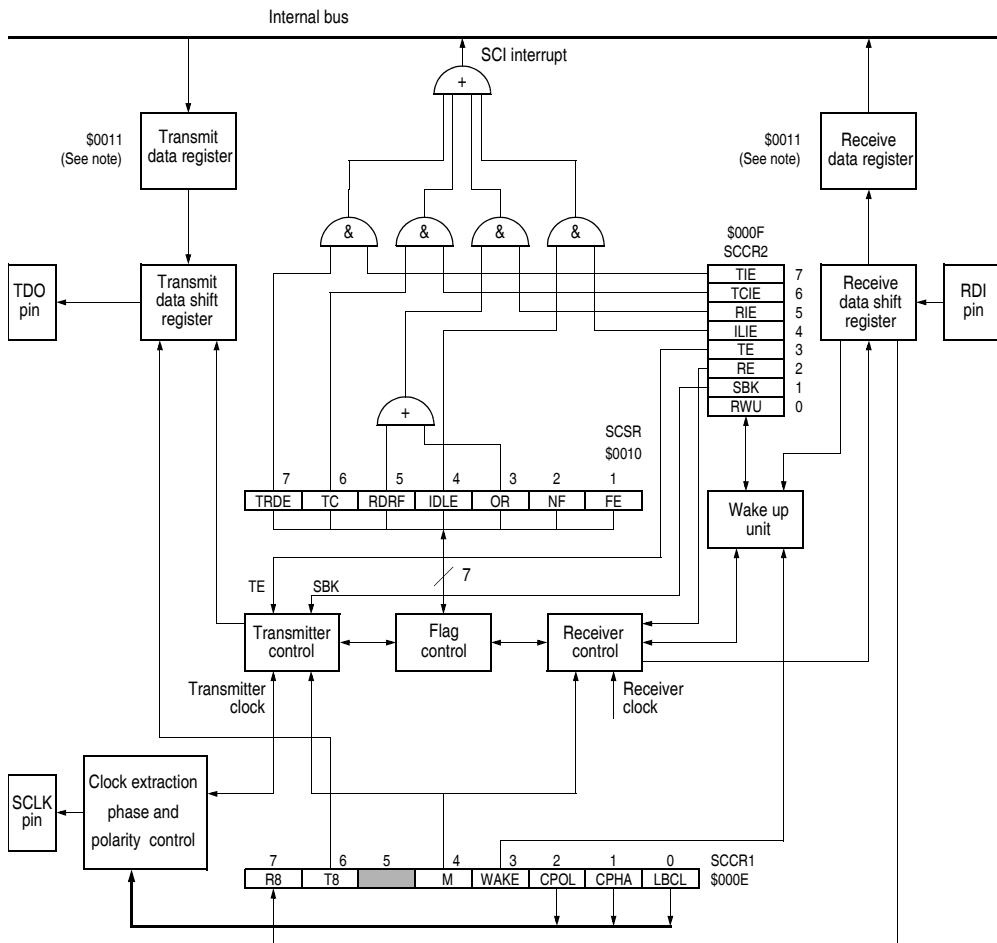 Internal bus
SCI interrupt
+
$0011
(See note)
Transmit
data register
$0011
(See note)
Receive
data register
&
&
&
&
$000F
SCCR2
TDO
pin
Transmit
data shift
register
TIE 7
TCIE 6
RIE 5
ILIE 4
TE 3
RE 2
SBK 1
RWU 0
Receive
data shift
register
RDI
pin
+
SCSR
$0010
7 6 5 4 3 2 1
TRDE TC RDRF IDLE OR NF FE
Wake up
unit
7
TE
SBK
Transmitter
control
Flag
control
Receiver
control
Transmitter
clock
Receiver
clock
SCLK
pin
Clock extraction
phase and
polarity control
7 6 5 4 3 2 1 0
SCCR1
R8 T8 M WAKE CPOL CPHA LBCL
$000E